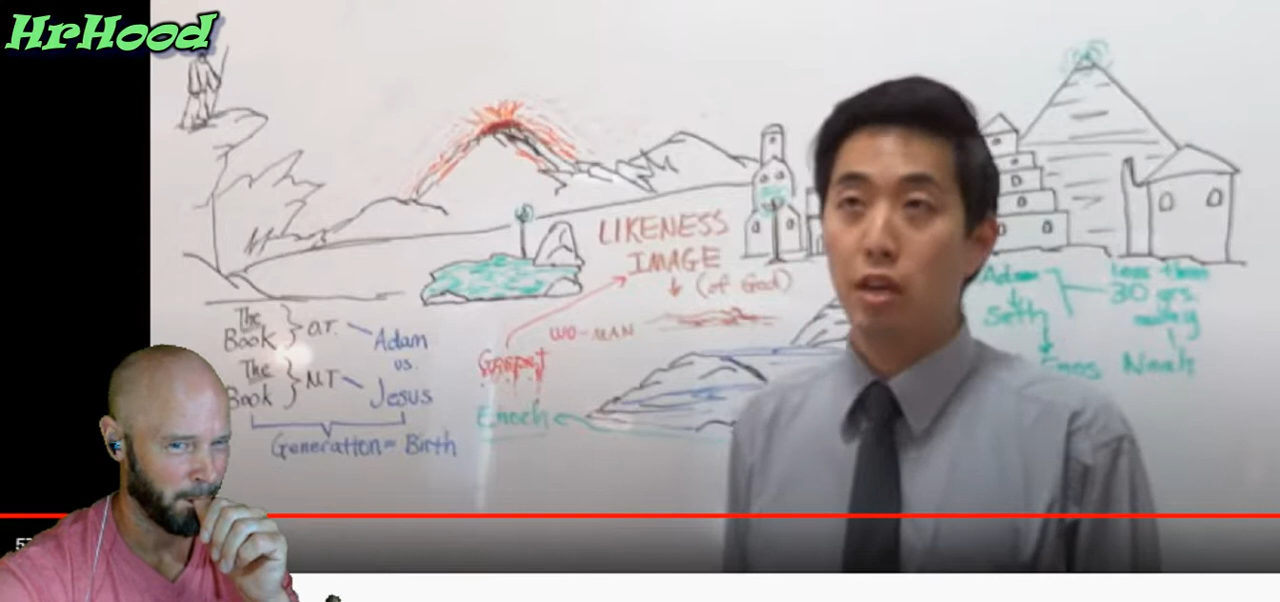 HrHood
LIKENESS
IMAGE
(of God)
WO-MAN
The
Book
O.T.
Adam
vs.
The
Book
N.T
Jesus
Generation = Birth
Enoch
Adam
Seth
Enos
less than
30 yrs.
Noah